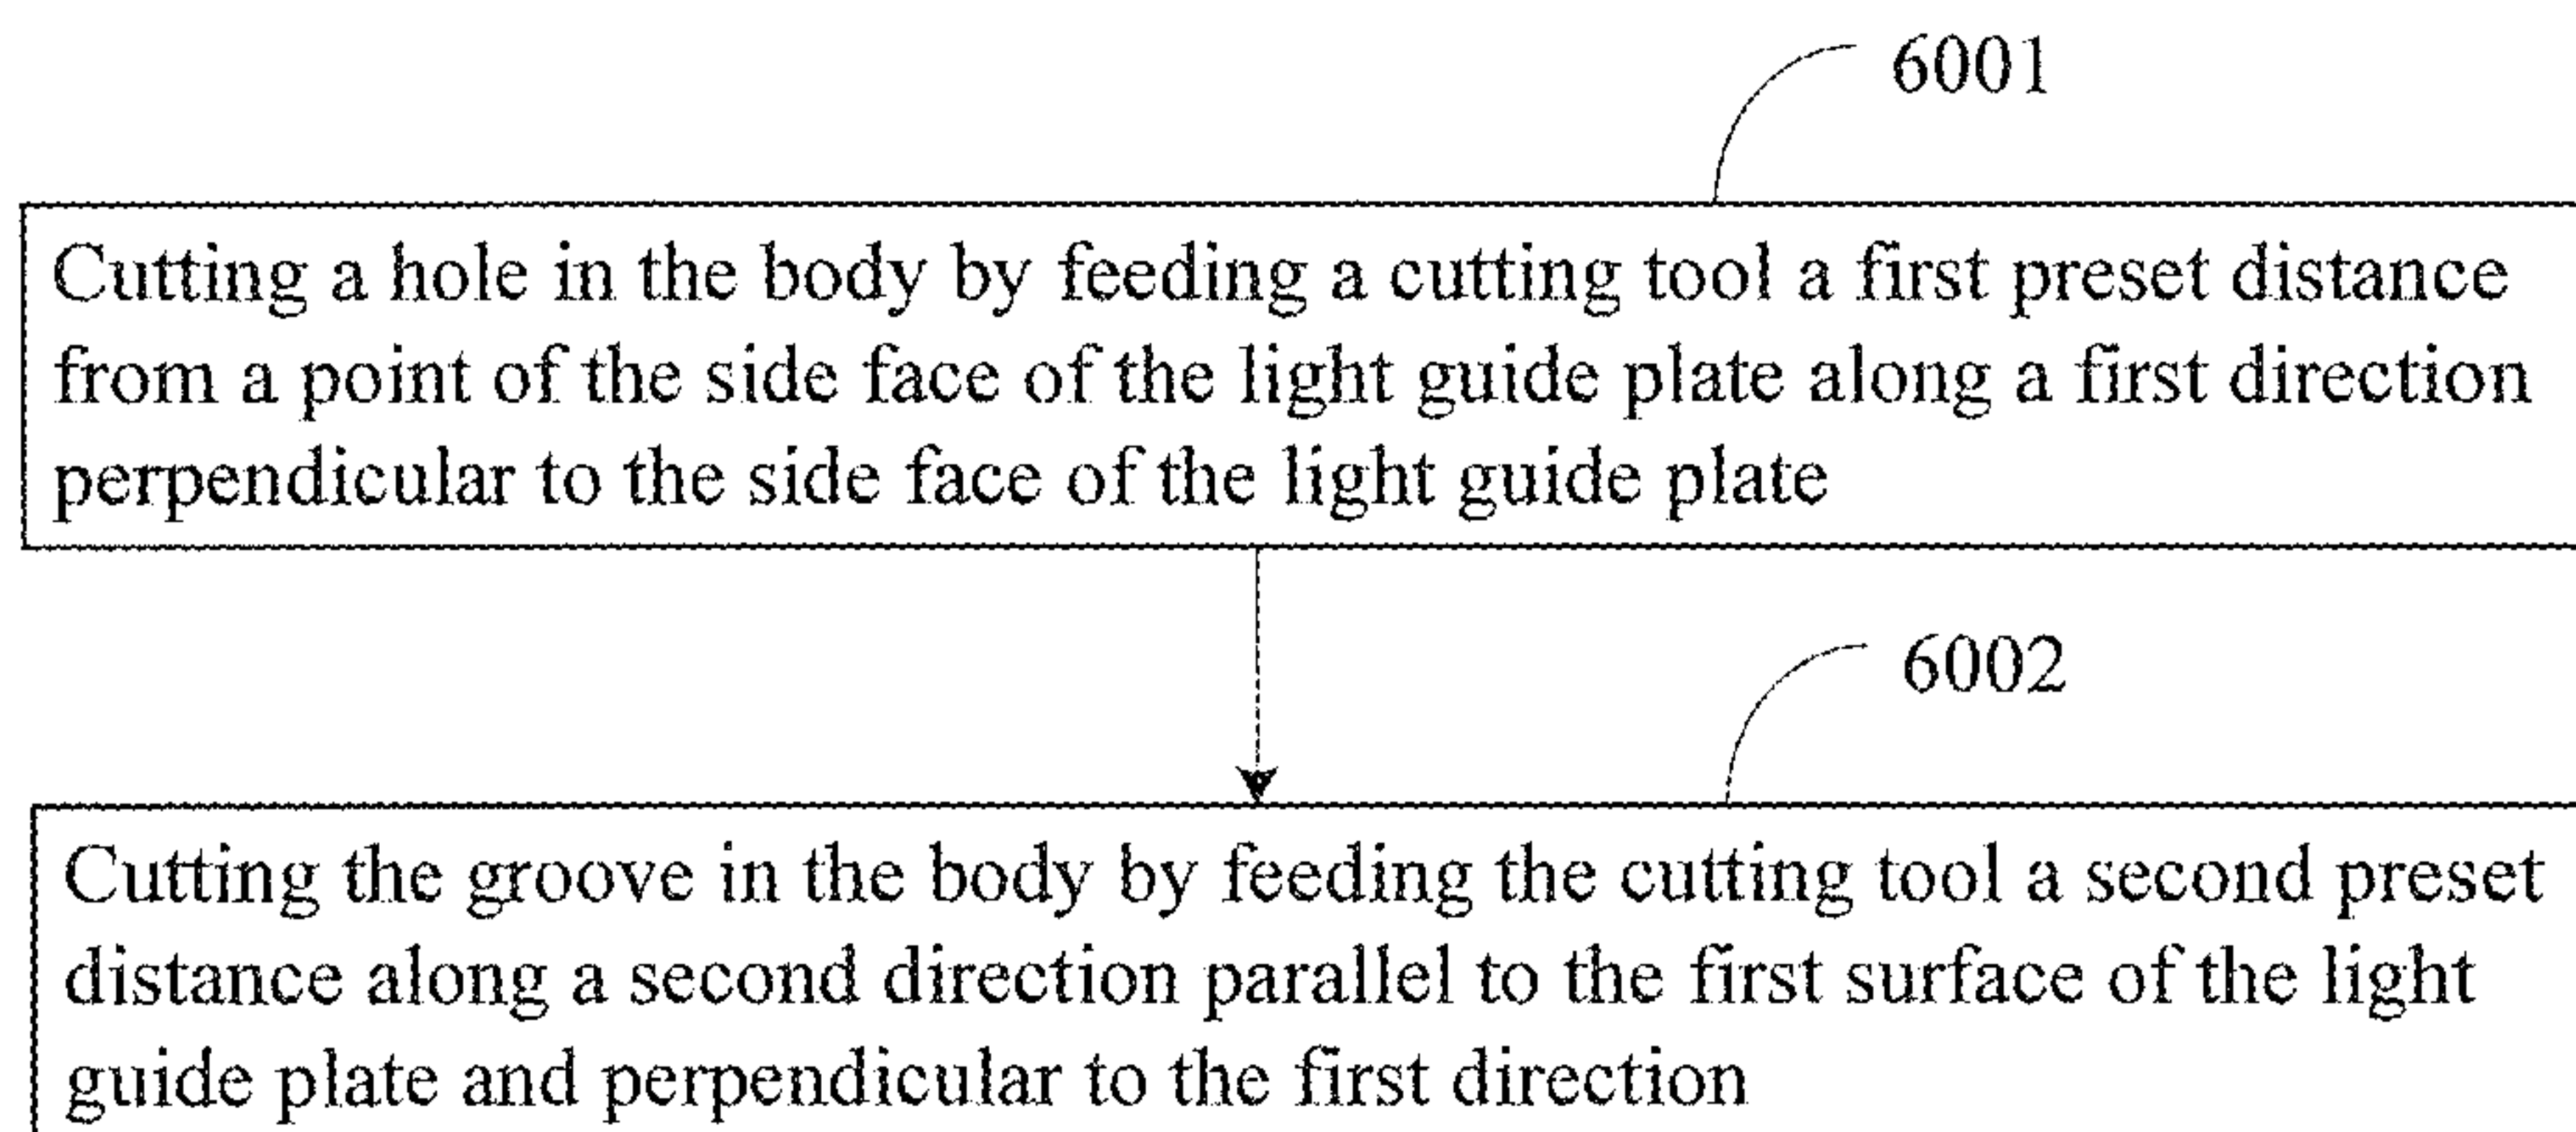 6001
Cutting a hole in the body by feeding a cutting tool a first preset distance
from a point of the side face of the light guide plate along a first direction
perpendicular to the side face of the light guide plate
6002
Cutting the groove in the body by feeding the cutting tool a second preset
distance along a second direction parallel to the first surface of the light
guide plate and perpendicular to the first direction